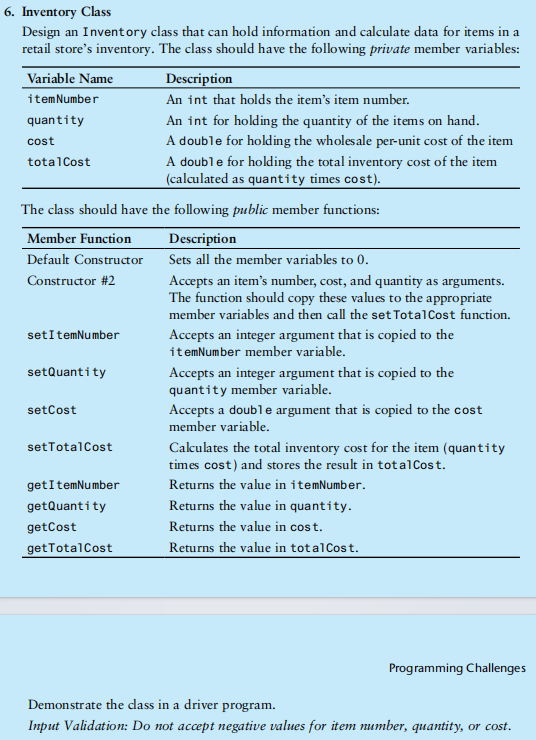 6. Inventory Class
Design an Inventory class that can hold information and calculate data for items in a
retail store's inventory. The class should have the following private member variables:
Variable Name Description
itemNumber An int that holds the item's item number.
quantity An int for holding the quantity of the items on hand.
cost A double for holding the wholesale per-unit cost of the item
totalCost A double for holding the total inventory cost of the item
(calculated as quantity times cost).
The class should have the following public member functions:
Member Function Description
Default Constructor Sets all the member variables to 0.
Constructor #2 Accepts an item's number, cost, and quantity as arguments.
The function should copy these values to the appropriate
member variables and then call the setTotalCost function.
setItemNumber Accepts an integer argument that is copied to the
itemNumber member variable.
setQuantity Accepts an integer argument that is copied to the
quantity member variable.
setCost Accepts a double argument that is copied to the cost
member variable.
setTotalCost Calculates the total inventory cost for the item (quantity
times cost) and stores the result in totalCost.
getItemNumber Returns the value in itemNumber.
getQuantity Returns the value in quantity.
getCost Returns the value in cost.
getTotalCost Returns the value in totalCost.
Programming Challenges
Demonstrate the class in a driver program.
Input Validation: Do not accept negative values for item number, quantity, or cost.